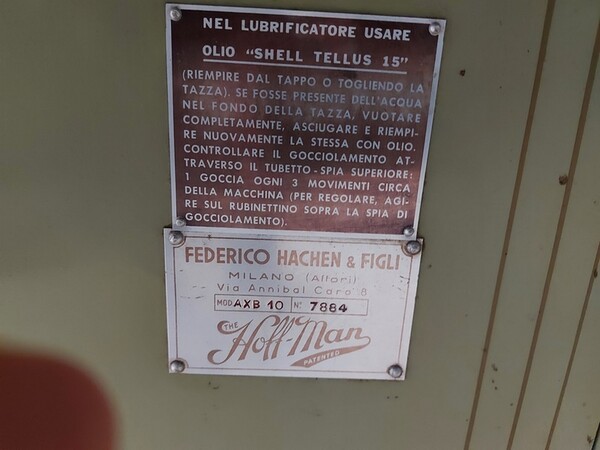 NEL LUBRIFICATORE USARE
OLIO "SHELL TELLUS 15"
(RIEMPIRE DAL TAPPO O TOGLIENDO LA
TAZZA). SE FOSSE PRESENTE DELL'ACQUA
NEL FONDO DELLA TAZZA, VUOTARE
COMPLETAMENTE, ASCIUGARE E RIEMPI-
RE NUOVAMENTE LA STESSA CON OLIO.
CONTROLLARE IL GOCCIOLAMENTO AT-
TRAVERSO IL TUBETTO-SPIA SUPERIORE:
1 GOCCIA OGNI 3 MOVIMENTI CIRCA
DELLA MACCHINA (PER REGOLARE, AGI-
RE SUL RUBINETTINO SOPRA LA SPIA DI
GOCCIOLAMENTO).
FEDERICO HACHEN & FIGLI
MILANO (Affori)
Via Annibal Caro 8
MOD AXB 10 N° 7884
THE Hoff-Man
PATENTED